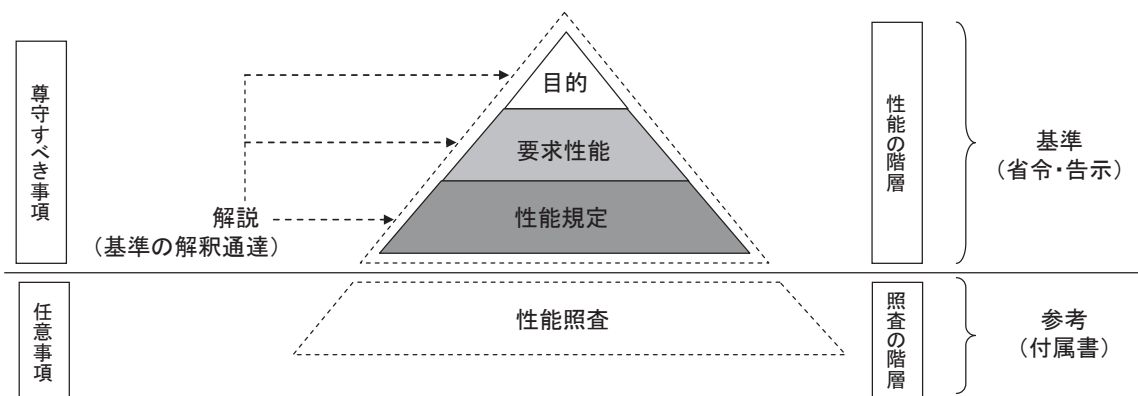 尊守すべき事項
目的
要求性能
性能規定
解説
(基準の解釈通達)
性能の階層
基準
(省令・告示)
任意事項
性能照査
照査の階層
参考
(付属書)